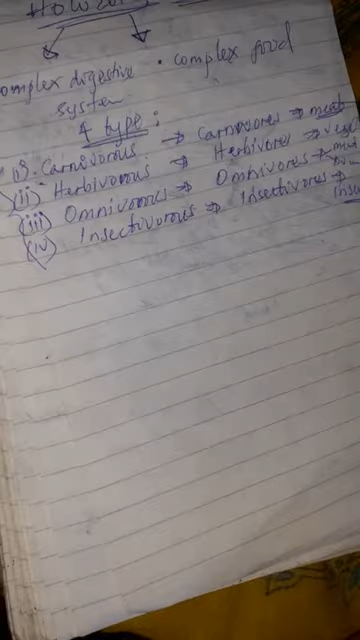 complex digestive • complex food
system
4 type :
(i) Carnivorous → Carnivores → meat
(ii) Herbivorous → Herbivores →
(iii) Omnivorous → Omnivores →
(iv) Insectivorous → Insectivores →